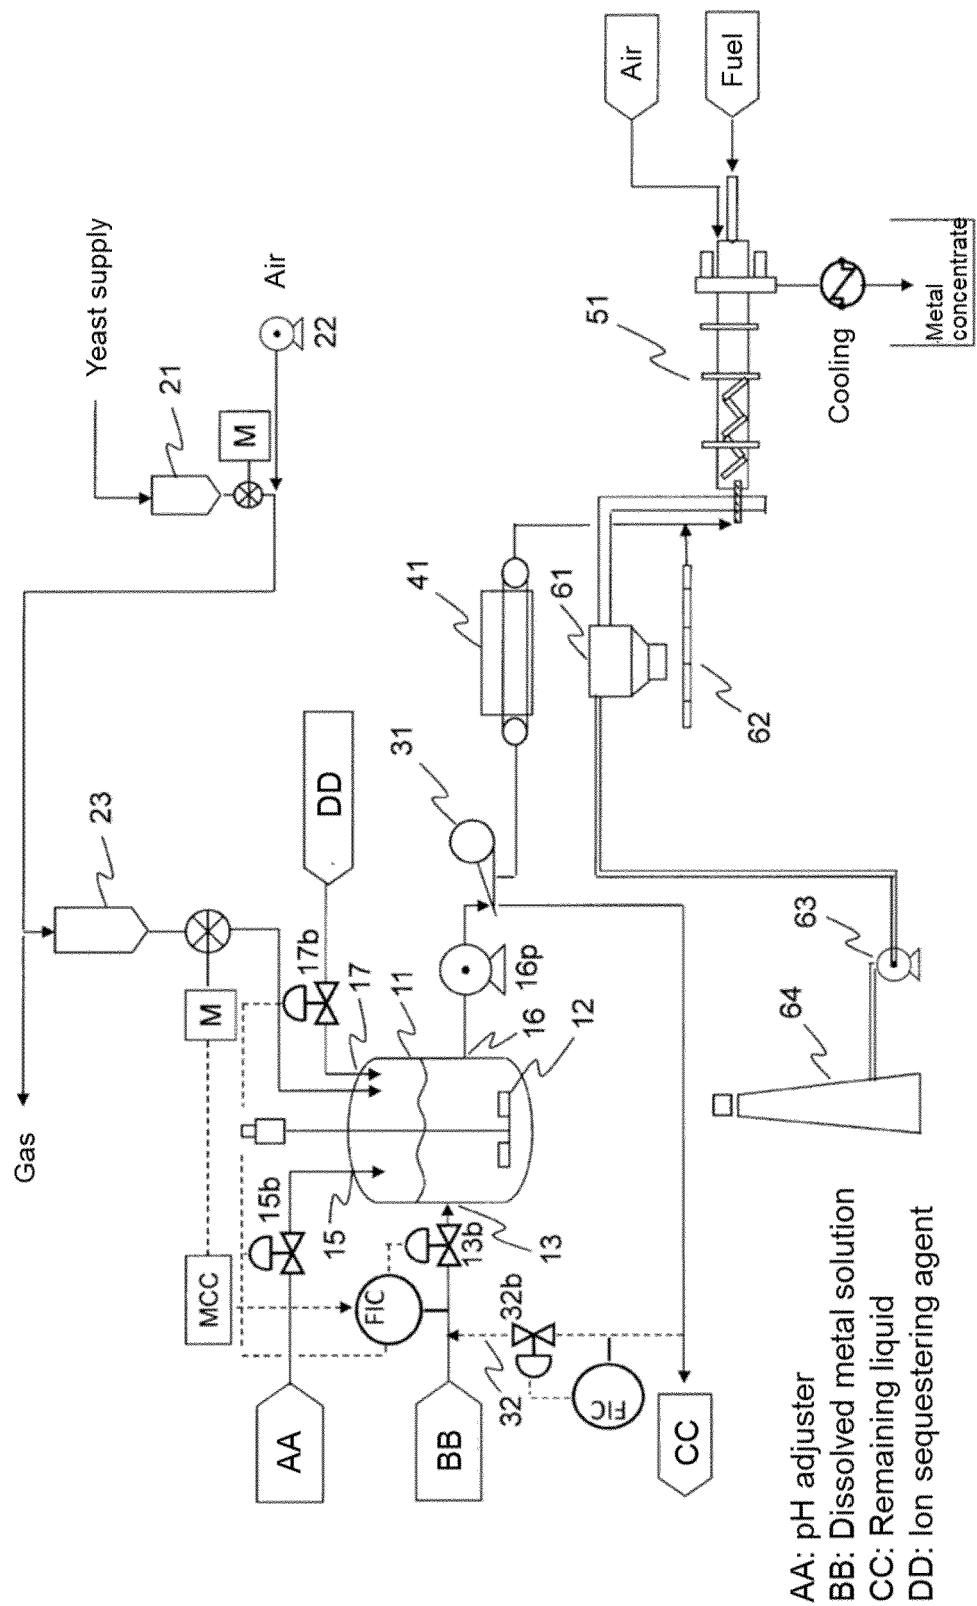 Gas
Yeast supply
21
M
Air
22
23
M
MCC
DD
17b
17
15b
15
11
AA
FIC
13b
13
BB
32b
32
FIC
CC
16p
16
12
31
41
61
62
63
64
51
Air
Fuel
Cooling
Metal
concentrate
AA: pH adjuster
BB: Dissolved metal solution
CC: Remaining liquid
DD: Ion sequestering agent